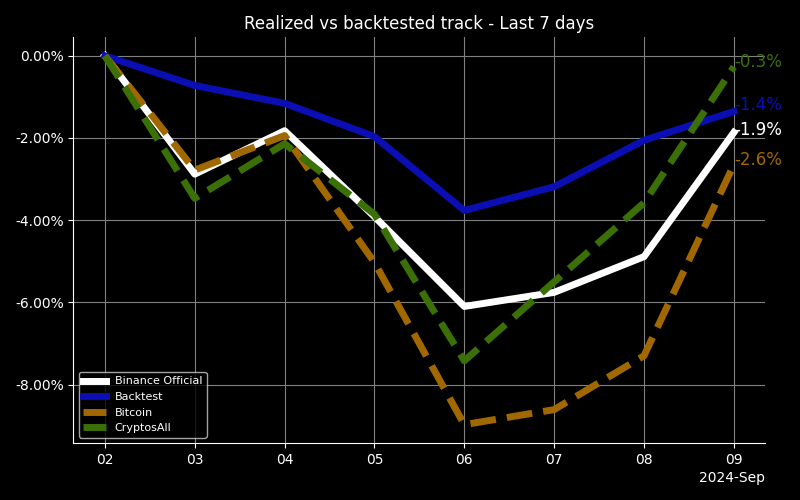 Realized vs backtested track - Last 7 days
0.00%
-2.00%
-4.00%
-6.00%
-8.00%
-0.3%
-1.4%
-1.9%
-2.6%
Binance Official
Backtest
Bitcoin
CryptosAll
02 03 04 05 06 07 08 09
2024-Sep